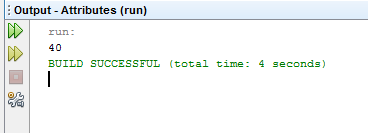 Output - Attributes (run)
run:
40
BUILD SUCCESSFUL (total time: 4 seconds)